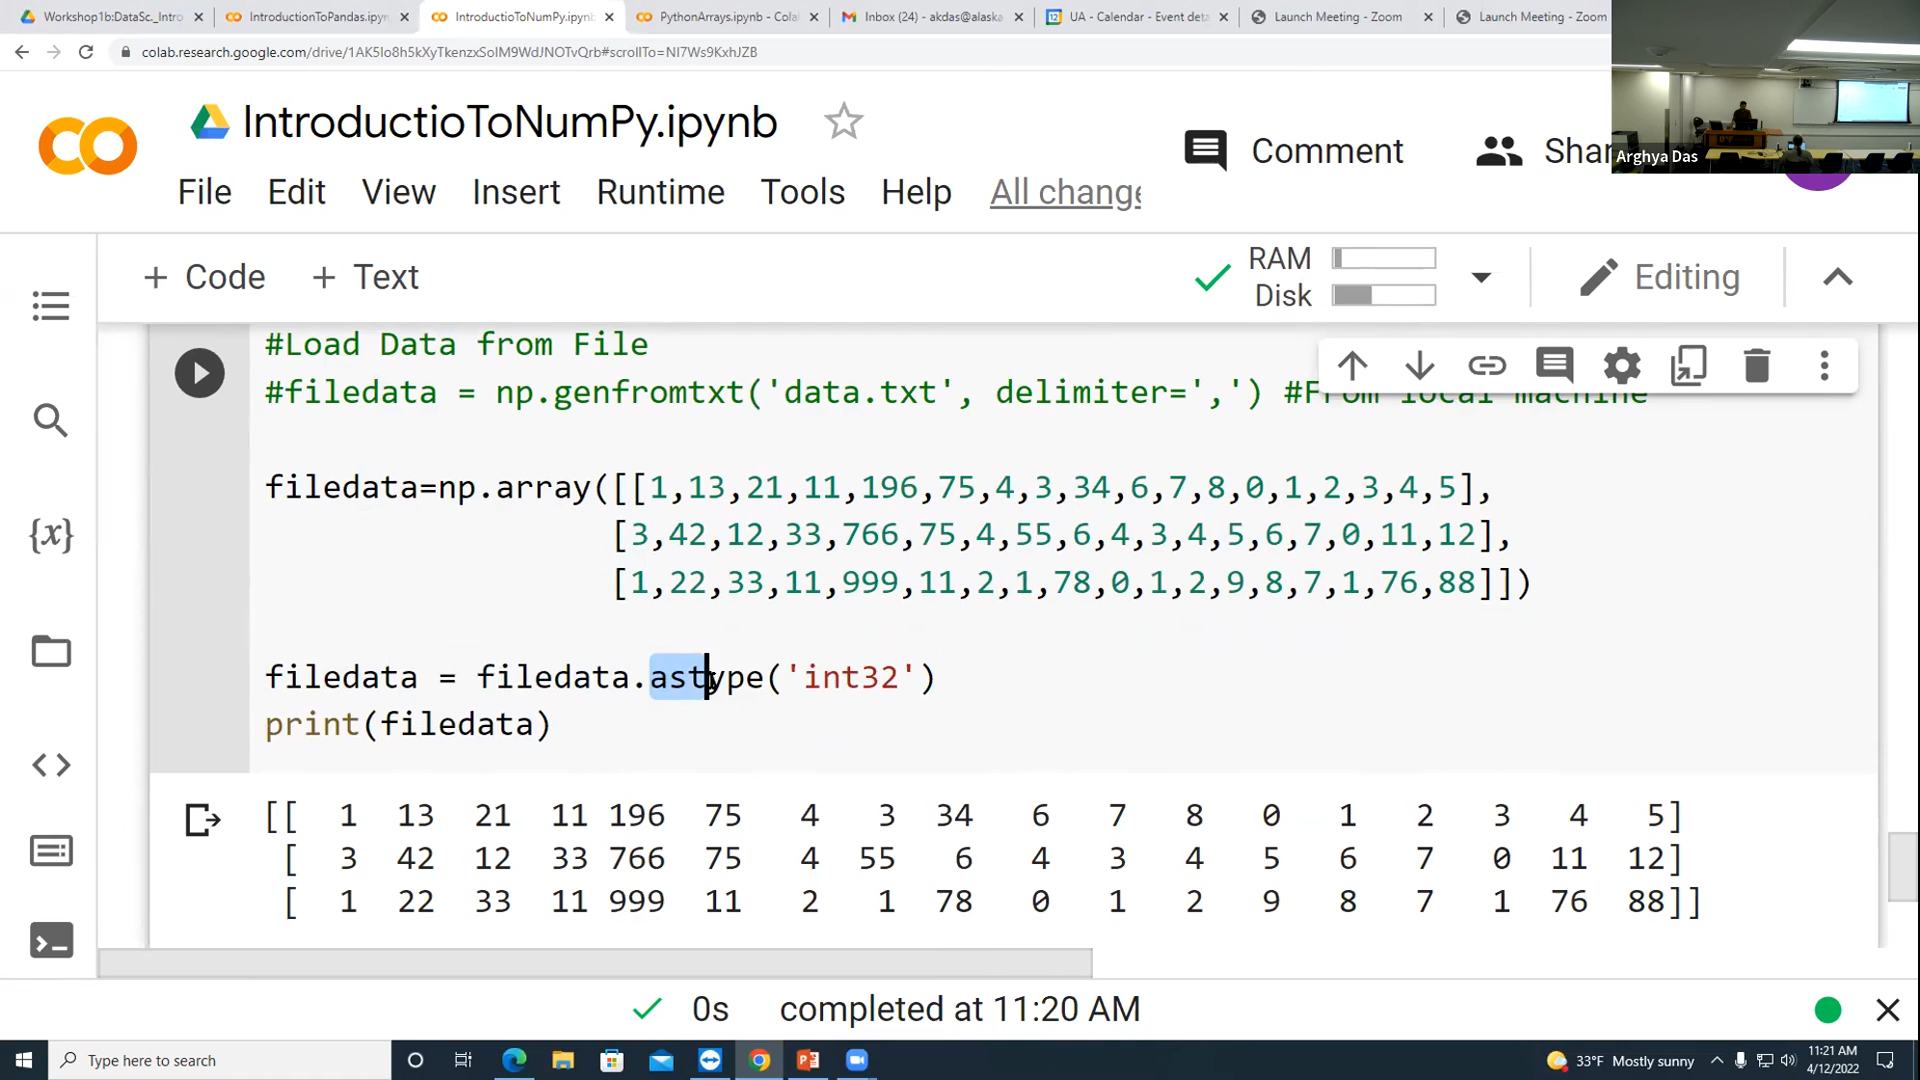 Workshop1b:DataSc._Intro
IntroductionToPandas.ipyn
IntroductioToNumPy.ipynb
PythonArrays.ipynb - Cola
Inbox (24) - akdas@alaska
UA - Calendar - Event deta
Launch Meeting - Zoom
Launch Meeting - Zoom
colab.research.google.com/drive/1AK5Io8h5kXyTkenzxSolM9WdJNOTvQrb#scrollTo=NI7Ws9KxhJZB
IntroductioToNumPy.ipynb
Comment
Shar
Arghya Das
File Edit View Insert Runtime Tools Help All change
+ Code + Text
RAM
Disk
Editing
#Load Data from File
#filedata = np.genfromtxt('data.txt', delimiter=',') #From local machine
filedata=np.array([[1,13,21,11,196,75,4,3,34,6,7,8,0,1,2,3,4,5],
[3,42,12,33,766,75,4,55,6,4,3,4,5,6,7,0,11,12],
[1,22,33,11,999,11,2,1,78,0,1,2,9,8,7,1,76,88]])
filedata = filedata.astype('int32')
print(filedata)
[[ 1 13 21 11 196 75 4 3 34 6 7 8 0 1 2 3 4 5]
[ 3 42 12 33 766 75 4 55 6 4 3 4 5 6 7 0 11 12]
[ 1 22 33 11 999 11 2 1 78 0 1 2 9 8 7 1 76 88]]
0s completed at 11:20 AM
Type here to search
33°F Mostly sunny
11:21 AM
4/12/2022